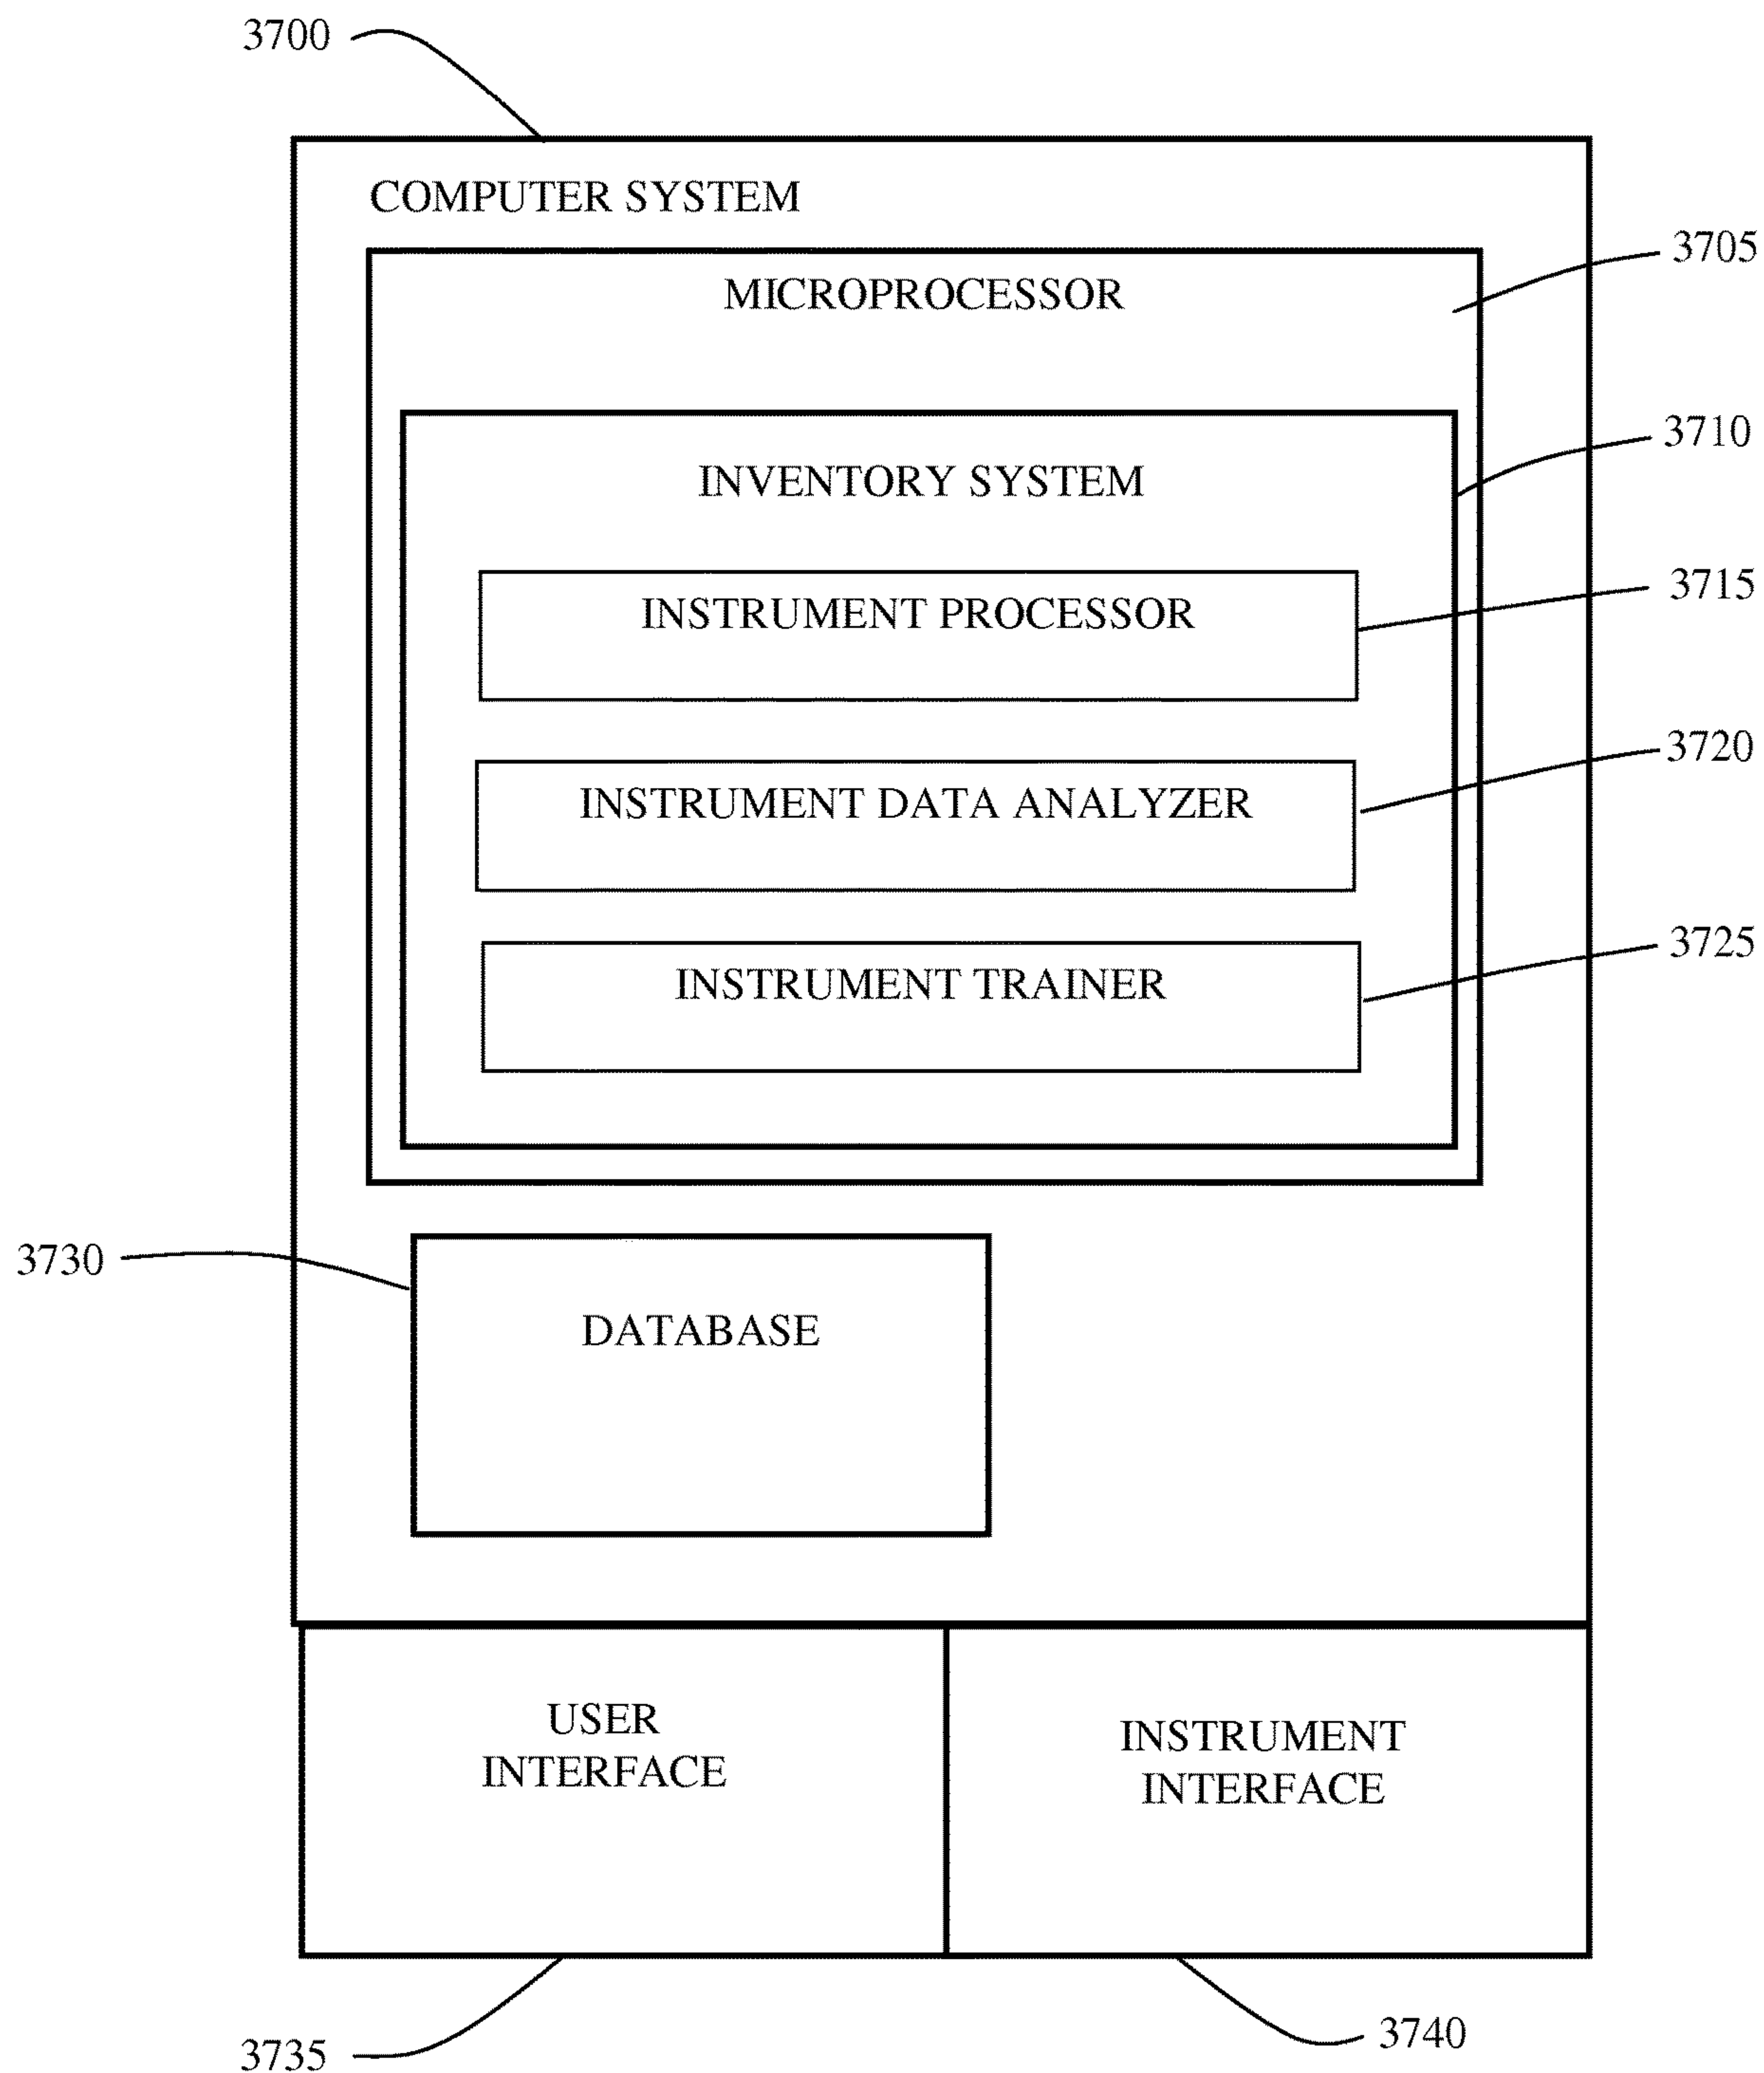 3700
COMPUTER SYSTEM
3705
MICROPROCESSOR
3710
INVENTORY SYSTEM
3715
INSTRUMENT PROCESSOR
3720
INSTRUMENT DATA ANALYZER
3725
INSTRUMENT TRAINER
3730
DATABASE
USER
INTERFACE
INSTRUMENT
INTERFACE
3735
3740